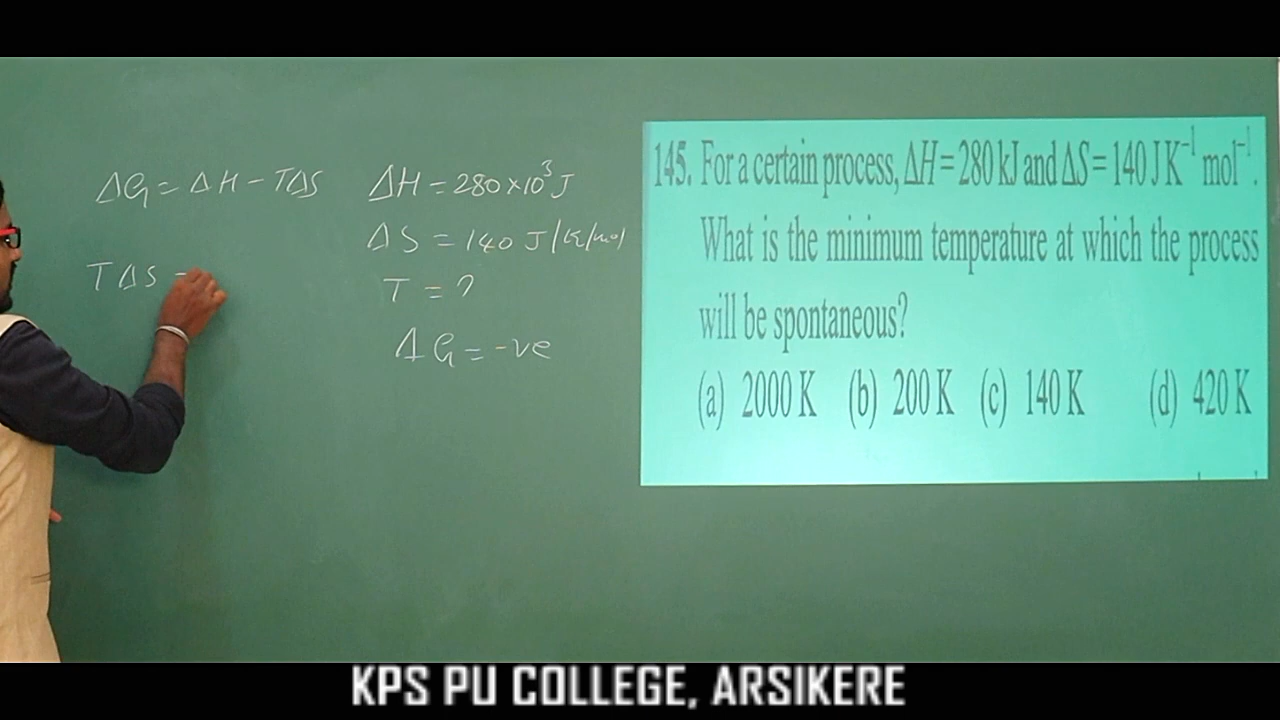 ΔG = ΔH - TΔS
TΔS =
ΔH = 280 × 10³ J
ΔS = 140 J/K/mol
T = ?
ΔG = -ve
145. For a certain process, ΔH = 280 kJ and ΔS = 140 J K⁻¹ mol⁻¹.
What is the minimum temperature at which the process
will be spontaneous?
(a) 2000 K (b) 200 K (c) 140 K (d) 420 K
KPS PU COLLEGE, ARSIKERE